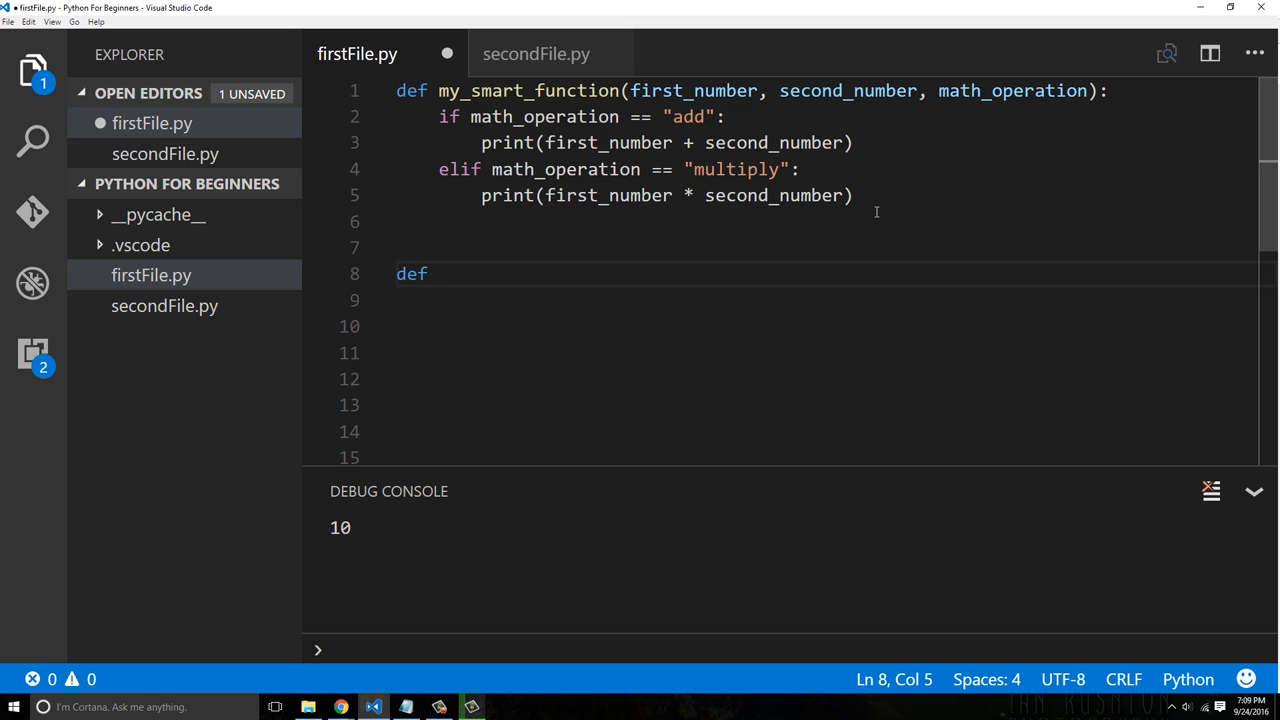 firstFile.py - Python For Beginners - Visual Studio Code
File Edit View Go Help
EXPLORER
OPEN EDITORS 1 UNSAVED
firstFile.py
secondFile.py
PYTHON FOR BEGINNERS
__pycache__
.vscode
firstFile.py
secondFile.py
1
2
firstFile.py secondFile.py
1 def my_smart_function(first_number, second_number, math_operation):
2 if math_operation == "add":
3 print(first_number + second_number)
4 elif math_operation == "multiply":
5 print(first_number * second_number)
6
7
8 def
9
10
11
12
13
14
15
DEBUG CONSOLE
10
0 0 Ln 8, Col 5 Spaces: 4 UTF-8 CRLF Python
I'm Cortana. Ask me anything.
7:09 PM
9/24/2016